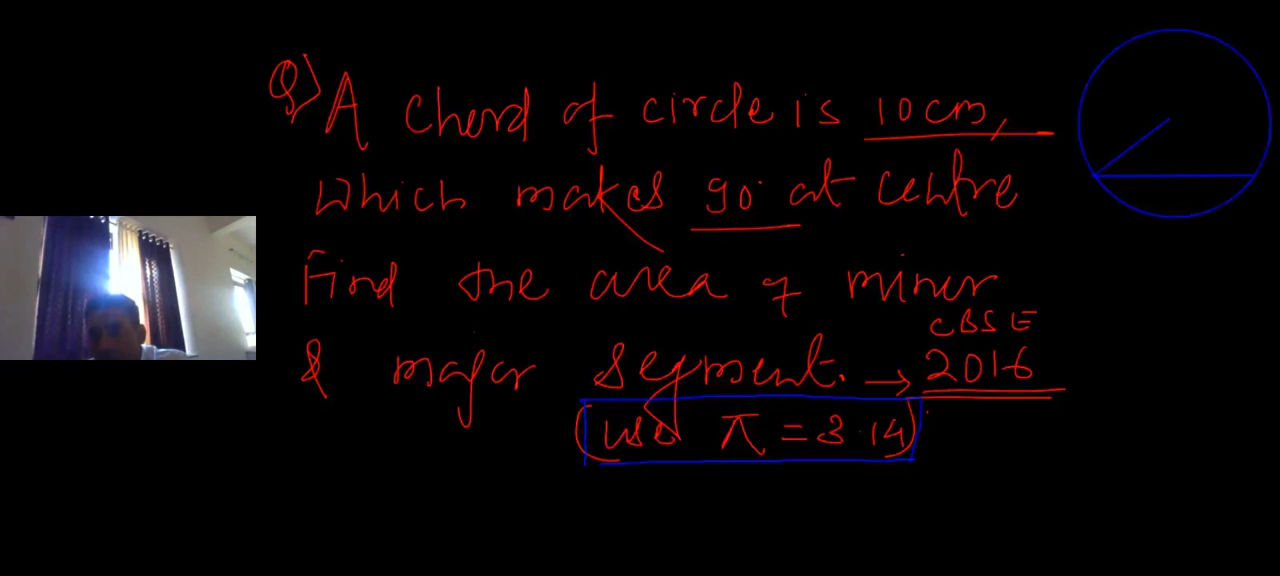 Q) A Chord of circle is 10cm,
which makes 90° at centre
Find the area of minor
& major segment. → CBSE 2016
(use π = 3.14)